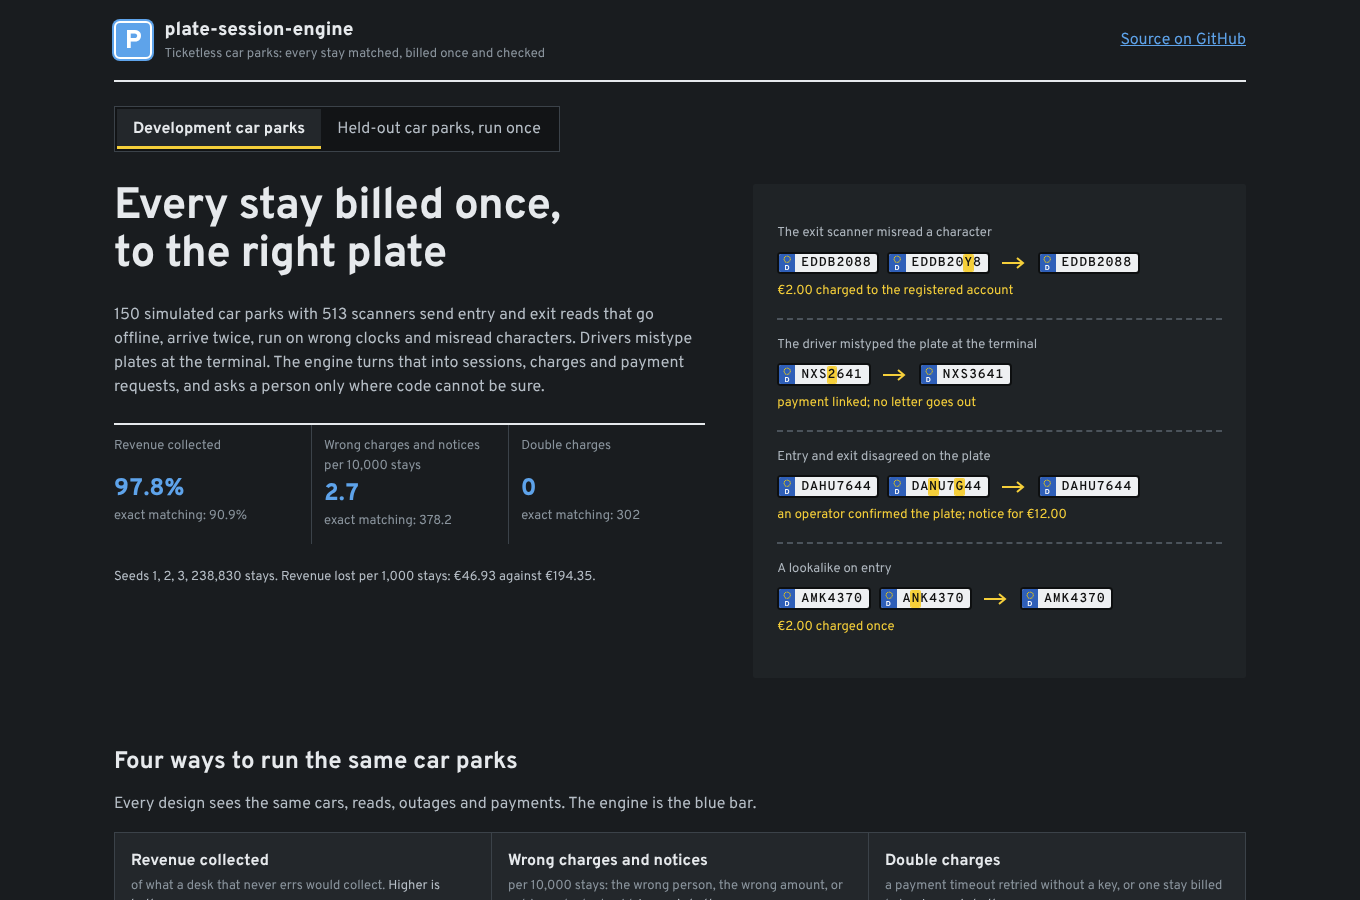 P
plate-session-engine
Ticketless car parks: every stay matched, billed once and checked
Source on GitHub
Development car parks
Held-out car parks, run once
Every stay billed once,
to the right plate
150 simulated car parks with 513 scanners send entry and exit reads that go
offline, arrive twice, run on wrong clocks and misread characters. Drivers mistype
plates at the terminal. The engine turns that into sessions, charges and payment
requests, and asks a person only where code cannot be sure.
Revenue collected
97.8%
exact matching: 90.9%
Wrong charges and notices
per 10,000 stays
2.7
exact matching: 378.2
Double charges
0
exact matching: 302
Seeds 1, 2, 3, 238,830 stays. Revenue lost per 1,000 stays: €46.93 against €194.35.
The exit scanner misread a character
D EDDB2088 D EDDB20Y8 → D EDDB2088
€2.00 charged to the registered account
The driver mistyped the plate at the terminal
D NXS2641 → D NXS3641
payment linked; no letter goes out
Entry and exit disagreed on the plate
D DAHU7644 D DANU7G44 → D DAHU7644
an operator confirmed the plate; notice for €12.00
A lookalike on entry
D AMK4370 D ANK4370 → D AMK4370
€2.00 charged once
Four ways to run the same car parks
Every design sees the same cars, reads, outages and payments. The engine is the blue bar.
Revenue collected
of what a desk that never errs would collect. Higher is
Wrong charges and notices
per 10,000 stays: the wrong person, the wrong amount, or
Double charges
a payment timeout retried without a key, or one stay billed